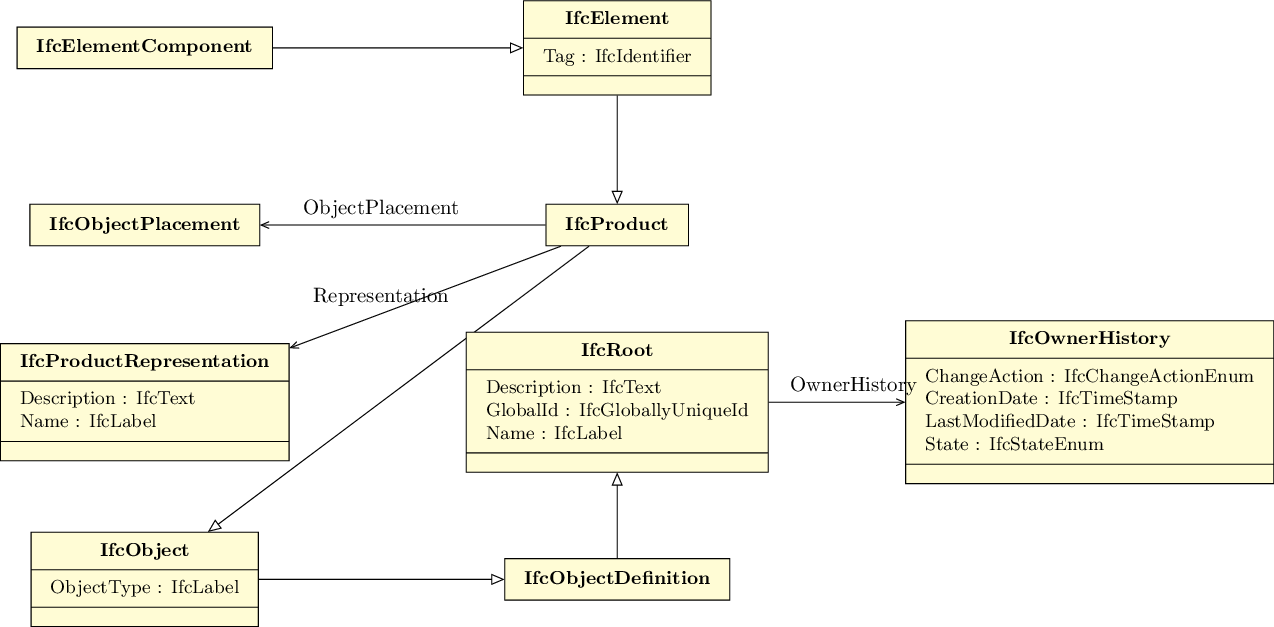 IfcElementComponent
IfcElement
Tag : IfcIdentifier
IfcObjectPlacement
ObjectPlacement
IfcProduct
Representation
IfcProductRepresentation
Description : IfcText
Name : IfcLabel
IfcRoot
Description : IfcText
GlobalId : IfcGloballyUniqueId
Name : IfcLabel
OwnerHistory
IfcOwnerHistory
ChangeAction : IfcChangeActionEnum
CreationDate : IfcTimeStamp
LastModifiedDate : IfcTimeStamp
State : IfcStateEnum
IfcObject
ObjectType : IfcLabel
IfcObjectDefinition